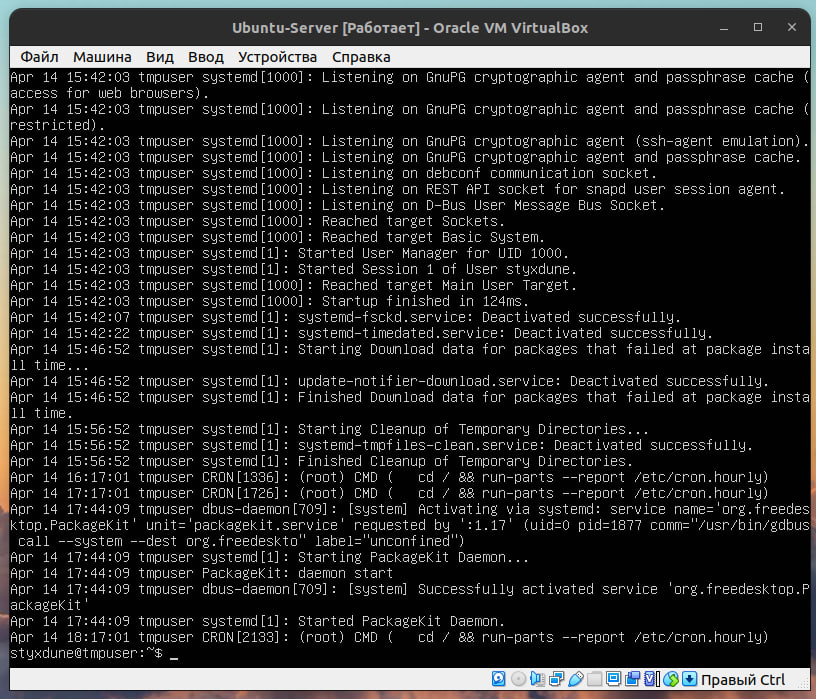 Ubuntu-Server [Работает] - Oracle VM VirtualBox
Файл Машина Вид Ввод Устройства Справка
Apr 14 15:42:03 tmpuser systemd[1000]: Listening on GnuPG cryptographic agent and passphrase cache (
access for web browsers).
Apr 14 15:42:03 tmpuser systemd[1000]: Listening on GnuPG cryptographic agent and passphrase cache (
restricted).
Apr 14 15:42:03 tmpuser systemd[1000]: Listening on GnuPG cryptographic agent (ssh-agent emulation).
Apr 14 15:42:03 tmpuser systemd[1000]: Listening on GnuPG cryptographic agent and passphrase cache.
Apr 14 15:42:03 tmpuser systemd[1000]: Listening on debconf communication socket.
Apr 14 15:42:03 tmpuser systemd[1000]: Listening on REST API socket for snapd user session agent.
Apr 14 15:42:03 tmpuser systemd[1000]: Listening on D-Bus User Message Bus Socket.
Apr 14 15:42:03 tmpuser systemd[1000]: Reached target Sockets.
Apr 14 15:42:03 tmpuser systemd[1000]: Reached target Basic System.
Apr 14 15:42:03 tmpuser systemd[1]: Started User Manager for UID 1000.
Apr 14 15:42:03 tmpuser systemd[1]: Started Session 1 of User styxdune.
Apr 14 15:42:03 tmpuser systemd[1000]: Reached target Main User Target.
Apr 14 15:42:03 tmpuser systemd[1000]: Startup finished in 124ms.
Apr 14 15:42:07 tmpuser systemd[1]: systemd-fsckd.service: Deactivated successfully.
Apr 14 15:42:22 tmpuser systemd[1]: systemd-timedated.service: Deactivated successfully.
Apr 14 15:46:52 tmpuser systemd[1]: Starting Download data for packages that failed at package insta
ll time...
Apr 14 15:46:52 tmpuser systemd[1]: update-notifier-download.service: Deactivated successfully.
Apr 14 15:46:52 tmpuser systemd[1]: Finished Download data for packages that failed at package insta
ll time.
Apr 14 15:56:52 tmpuser systemd[1]: Starting Cleanup of Temporary Directories...
Apr 14 15:56:52 tmpuser systemd[1]: systemd-tmpfiles-clean.service: Deactivated successfully.
Apr 14 15:56:52 tmpuser systemd[1]: Finished Cleanup of Temporary Directories.
Apr 14 16:17:01 tmpuser CRON[1336]: (root) CMD (   cd / && run-parts --report /etc/cron.hourly)
Apr 14 17:17:01 tmpuser CRON[1726]: (root) CMD (   cd / && run-parts --report /etc/cron.hourly)
Apr 14 17:44:09 tmpuser dbus-daemon[709]: [system] Activating via systemd: service name='org.freedes
ktop.PackageKit' unit='packagekit.service' requested by ':1.17' (uid=0 pid=1877 comm="/usr/bin/gdbus
 call --system --dest org.freedeskto" label="unconfined")
Apr 14 17:44:09 tmpuser systemd[1]: Starting PackageKit Daemon...
Apr 14 17:44:09 tmpuser PackageKit: daemon start
Apr 14 17:44:09 tmpuser dbus-daemon[709]: [system] Successfully activated service 'org.freedesktop.P
ackageKit'
Apr 14 17:44:09 tmpuser systemd[1]: Started PackageKit Daemon.
Apr 14 18:17:01 tmpuser CRON[2133]: (root) CMD (   cd / && run-parts --report /etc/cron.hourly)
styxdune@tmpuser:~$ _
Правый Ctrl